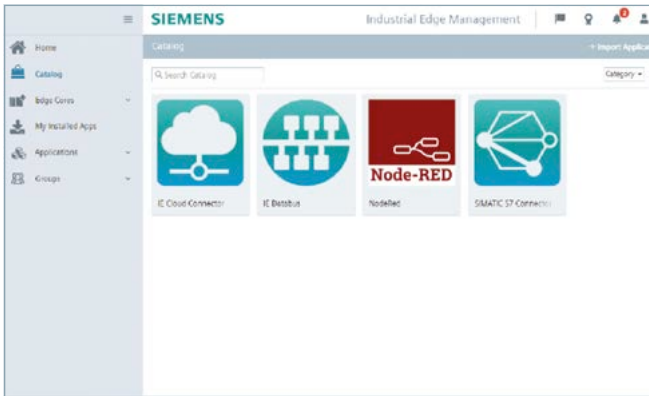 SIEMENS
Industrial Edge Management
2
Home
Catalog
Edge Cores
My Installed Apps
Applications
Groups
Catalog
+ Import Applica
Search Catalog
Category
IE Cloud Connector
IE Databus
Node-RED
NodeRed
SIMATIC S7 Connector